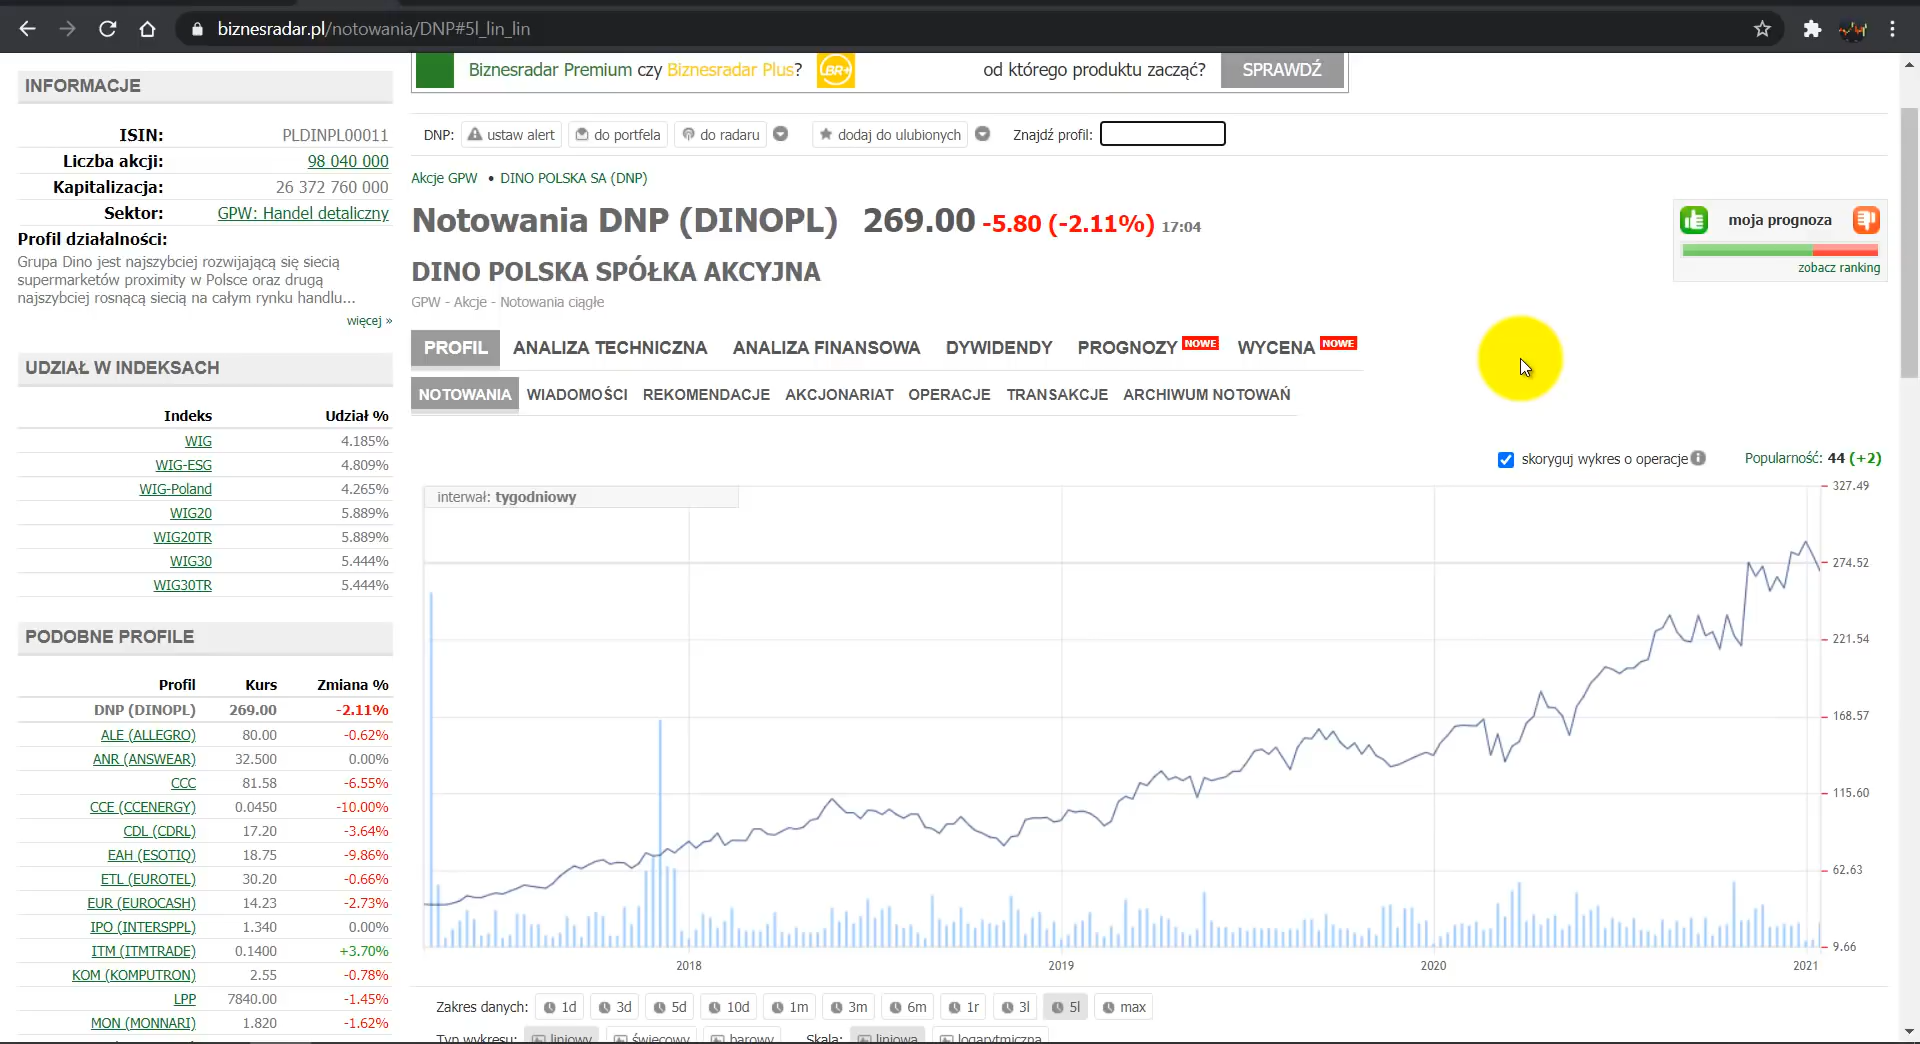 biznesradar.pl/notowania/DNP#5l_lin_lin
Biznesradar Premium czy Biznesradar Plus? BR+ od którego produktu zacząć? SPRAWDŹ
INFORMACJE
ISIN: PLDINPL00011
Liczba akcji: 98 040 000
Kapitalizacja: 26 372 760 000
Sektor: GPW: Handel detaliczny
Profil działalności:
Grupa Dino jest najszybciej rozwijającą się siecią
supermarketów proximity w Polsce oraz drugą
najszybciej rosnącą siecią na całym rynku handlu...
więcej »
UDZIAŁ W INDEKSACH
Indeks Udział %
WIG 4.185%
WIG-ESG 4.809%
WIG-Poland 4.265%
WIG20 5.889%
WIG20TR 5.889%
WIG30 5.444%
WIG30TR 5.444%
PODOBNE PROFILE
Profil Kurs Zmiana %
DNP (DINOPL) 269.00 -2.11%
ALE (ALLEGRO) 80.00 -0.62%
ANR (ANSWEAR) 32.500 0.00%
CCC 81.58 -6.55%
CCE (CCENERGY) 0.0450 -10.00%
CDL (CDRL) 17.20 -3.64%
EAH (ESOTIQ) 18.75 -9.86%
ETL (EUROTEL) 30.20 -0.66%
EUR (EUROCASH) 14.23 -2.73%
IPO (INTERSPPL) 1.340 0.00%
ITM (ITMTRADE) 0.1400 +3.70%
KOM (KOMPUTRON) 2.55 -0.78%
LPP 7840.00 -1.45%
MON (MONNARI) 1.820 -1.62%
DNP: ustaw alert do portfela do radaru dodaj do ulubionych Znajdź profil:
Akcje GPW • DINO POLSKA SA (DNP)
Notowania DNP (DINOPL) 269.00 -5.80 (-2.11%) 17:04
DINO POLSKA SPÓŁKA AKCYJNA
GPW - Akcje - Notowania ciągłe
moja prognoza
zobacz ranking
PROFIL ANALIZA TECHNICZNA ANALIZA FINANSOWA DYWIDENDY PROGNOZY NOWE WYCENA NOWE
NOTOWANIA WIADOMOŚCI REKOMENDACJE AKCJONARIAT OPERACJE TRANSAKCJE ARCHIWUM NOTOWAŃ
skoryguj wykres o operacje Popularność: 44 (+2)
interwał: tygodniowy
327.49
274.52
221.54
168.57
115.60
62.63
9.66
2018 2019 2020 2021
Zakres danych: 1d 3d 5d 10d 1m 3m 6m 1r 3l 5l max
Typ wykresu: liniowy świecowy barowy Skala: liniowa logarytmiczna